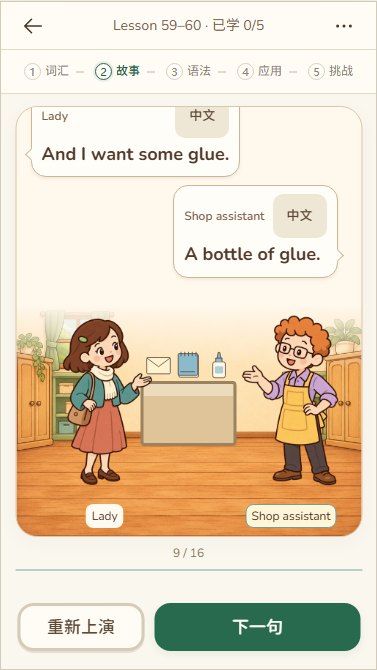 Lesson 59–60 · 已学 0/5
1 词汇 – 2 故事 – 3 语法 – 4 应用 – 5 挑战
Lady 中文
And I want some glue.
Shop assistant 中文
A bottle of glue.
Lady Shop assistant
9 / 16
重新上演 下一句